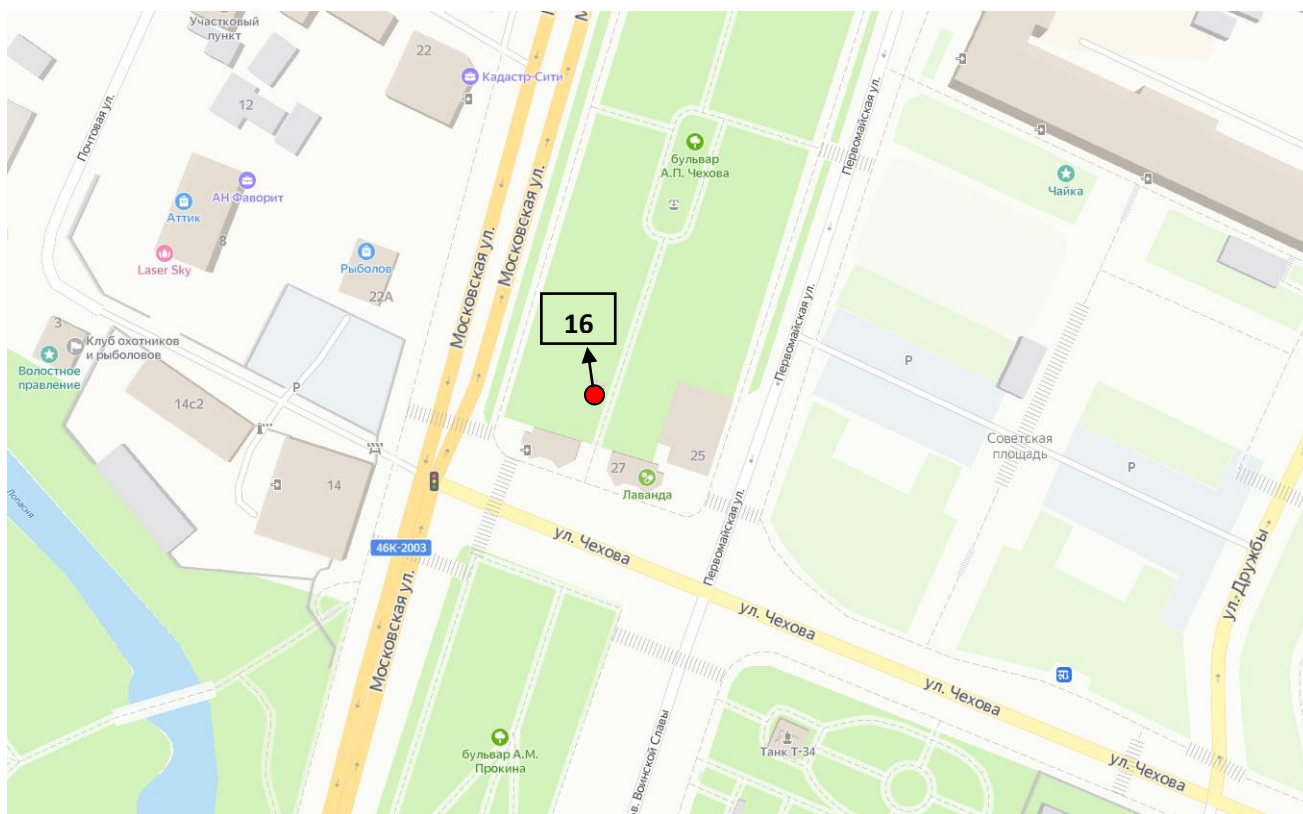 Участковый
пункт
22
Кадастр-Сити
12
Почтовая ул.
АН Фаворит
Аттик
8
Laser Sky
Рыболов
22А
Московская ул.
Московская ул.
бульвар
А.П. Чехова
Первомайская ул.
Чайка
16
3
Клуб охотников
и рыболовов
Волостное
правление
14с2
Р
14
Лопасня
46К-2003
Московская ул.
27
25
Лаванда
Первомайская ул.
Первомайская ул.
Р
Советская
площадь
Р
ул. Дружбы
ул. Чехова
ул. Чехова
ул. Чехова
ул. Чехова
бульвар А.М.
Прокина
Танк Т-34
ов. Воинской Славы